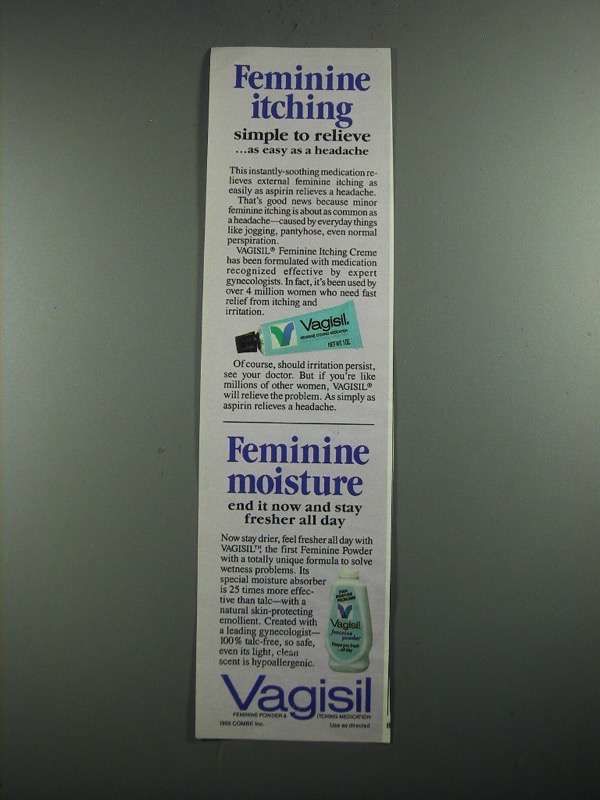 Feminine
itching
simple to relieve
...as easy as a headache
This instantly-soothing medication re-
lieves external feminine itching as
easily as aspirin relieves a headache.
That's good news because minor
feminine itching is about as common as
a headache—caused by everyday things
like jogging, pantyhose, even normal
perspiration.
VAGISIL® Feminine Itching Creme
has been formulated with medication
recognized effective by expert
gynecologists. In fact, it's been used by
over 4 million women who need fast
relief from itching and
irritation.
Vagisil.
FEMININE ITCHING MEDICATION
NET WT. 1 OZ.
Of course, should irritation persist,
see your doctor. But if you're like
millions of other women, VAGISIL®
will relieve the problem. As simply as
aspirin relieves a headache.
Feminine
moisture
end it now and stay
fresher all day
Now stay drier, feel fresher all day with
VAGISIL™, the first Feminine Powder
with a totally unique formula to solve
wetness problems. Its
special moisture absorber
is 25 times more effec-
tive than talc—with a
natural skin-protecting
emollient. Created with
a leading gynecologist—
100% talc-free, so safe,
even its light, clean
scent is hypoallergenic.
Vagisil
feminine
powder
Vagisil
FEMININE POWDER & ITCHING MEDICATION
COMBE Inc.
Use as directed